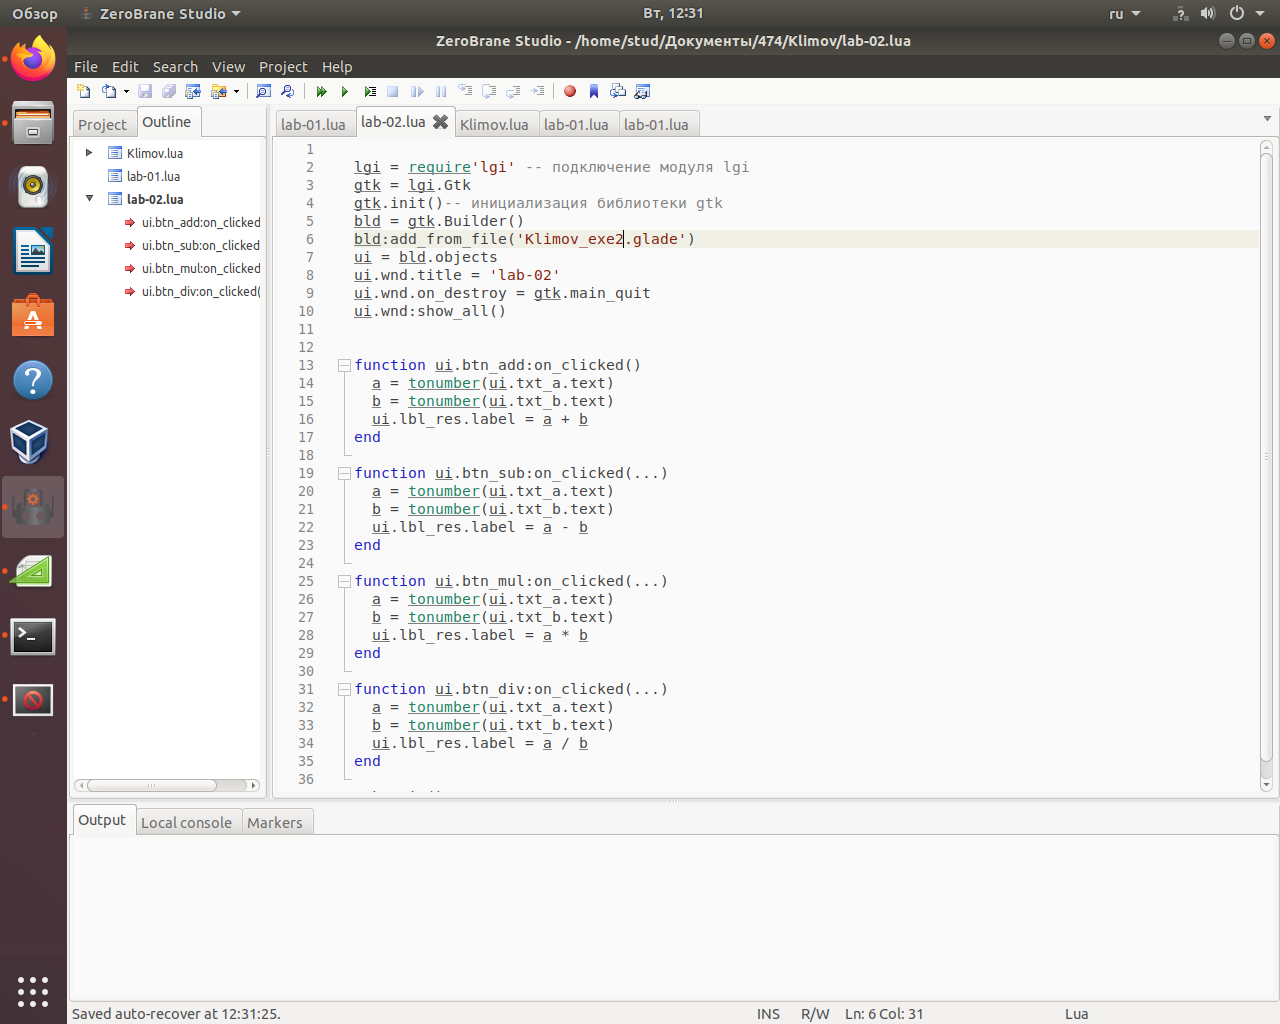 Обзор
ZeroBrane Studio
Вт, 12:31
ru
ZeroBrane Studio - /home/stud/Документы/474/Klimov/lab-02.lua
File Edit Search View Project Help
Project Outline
lab-01.lua lab-02.lua Klimov.lua lab-01.lua lab-01.lua
Klimov.lua
lab-01.lua
lab-02.lua
ui.btn_add:on_clicked
ui.btn_sub:on_clicked
ui.btn_mul:on_clicked
ui.btn_div:on_clicked(
1
2 lgi = require'lgi' -- подключение модуля lgi
3 gtk = lgi.Gtk
4 gtk.init()-- инициализация библиотеки gtk
5 bld = gtk.Builder()
6 bld:add_from_file('Klimov_exe2.glade')
7 ui = bld.objects
8 ui.wnd.title = 'lab-02'
9 ui.wnd.on_destroy = gtk.main_quit
10 ui.wnd:show_all()
11
12
13 function ui.btn_add:on_clicked()
14 a = tonumber(ui.txt_a.text)
15 b = tonumber(ui.txt_b.text)
16 ui.lbl_res.label = a + b
17 end
18
19 function ui.btn_sub:on_clicked(...)
20 a = tonumber(ui.txt_a.text)
21 b = tonumber(ui.txt_b.text)
22 ui.lbl_res.label = a - b
23 end
24
25 function ui.btn_mul:on_clicked(...)
26 a = tonumber(ui.txt_a.text)
27 b = tonumber(ui.txt_b.text)
28 ui.lbl_res.label = a * b
29 end
30
31 function ui.btn_div:on_clicked(...)
32 a = tonumber(ui.txt_a.text)
33 b = tonumber(ui.txt_b.text)
34 ui.lbl_res.label = a / b
35 end
36
Output Local console Markers
Saved auto-recover at 12:31:25.
INS R/W Ln: 6 Col: 31 Lua